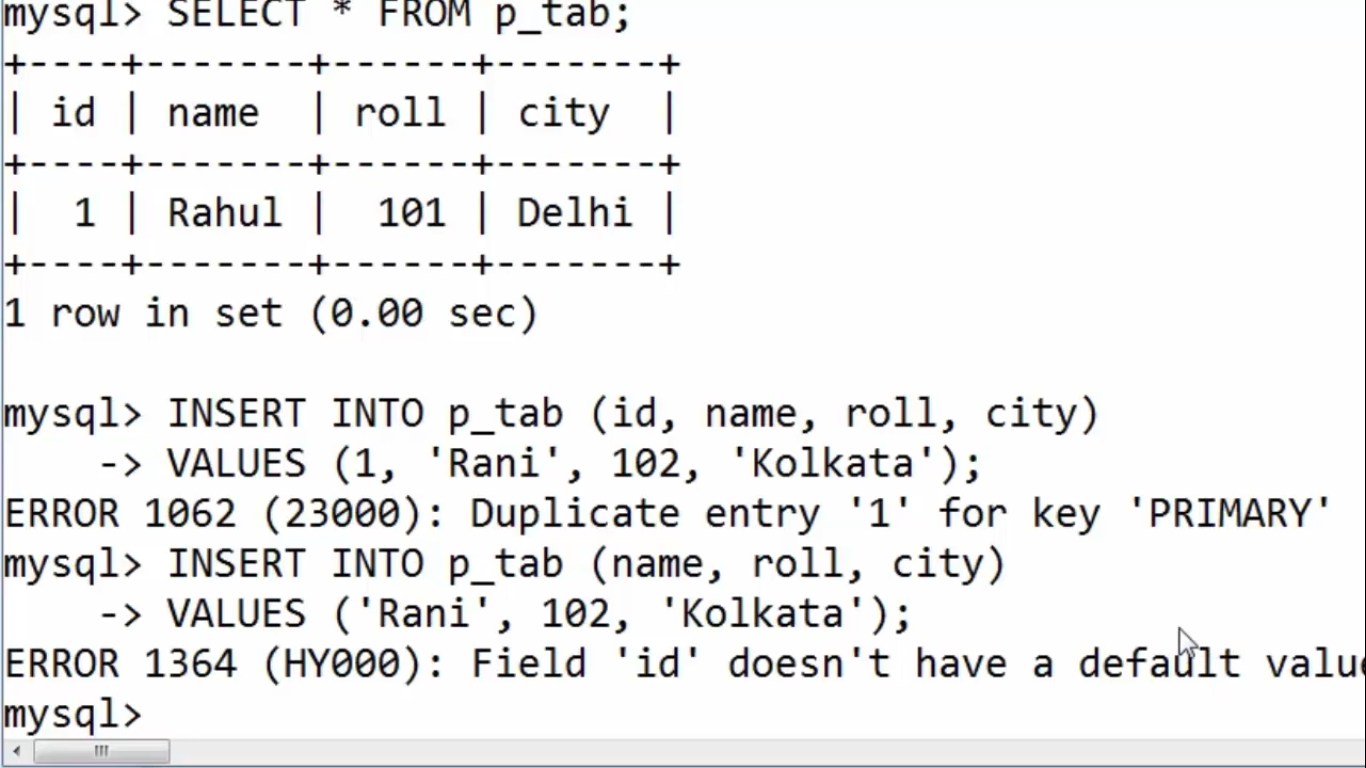 mysql> SELECT * FROM p_tab;
+----+-------+------+-------+
| id | name  | roll | city  |
+----+-------+------+-------+
|  1 | Rahul |  101 | Delhi |
+----+-------+------+-------+
1 row in set (0.00 sec)
mysql> INSERT INTO p_tab (id, name, roll, city)
    -> VALUES (1, 'Rani', 102, 'Kolkata');
ERROR 1062 (23000): Duplicate entry '1' for key 'PRIMARY'
mysql> INSERT INTO p_tab (name, roll, city)
    -> VALUES ('Rani', 102, 'Kolkata');
ERROR 1364 (HY000): Field 'id' doesn't have a default
mysql>